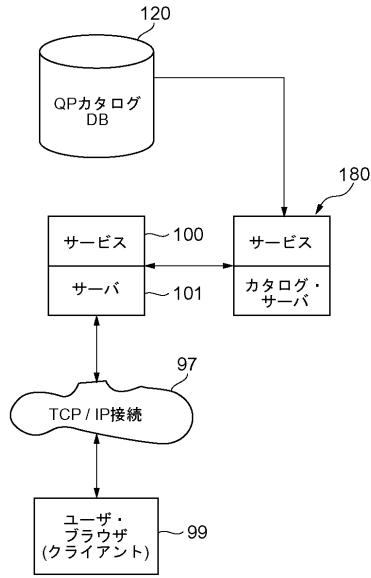 120
QPカタログ
DB
180
サービス
100
サービス
サーバ
101
カタログ・
サーバ
97
TCP / IP接続
ユーザ・
ブラウザ
(クライアント)
99